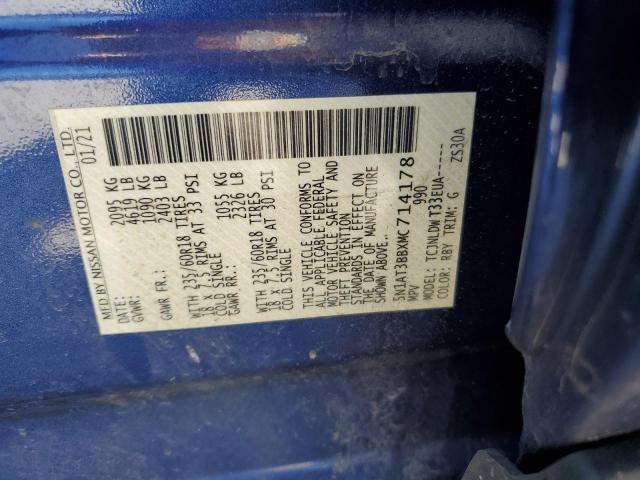 MFD BY NISSAN MOTOR CO., LTD.
DATE: 01/21
GVWR: 2095 KG
4619 LB
GAWR FR.: 1090 KG
2403 LB
WITH 235/60R18 TIRES
18 X 7.5 RIMS AT 33 PSI
COLD SINGLE
GAWR RR.: 1055 KG
2326 LB
WITH 235/60R18 TIRES
18 X 7.5 RIMS AT 30 PSI
COLD SINGLE
THIS VEHICLE CONFORMS TO
ALL APPLICABLE FEDERAL
MOTOR VEHICLE SAFETY AND
THEFT PREVENTION
STANDARDS IN EFFECT ON
THE DATE OF MANUFACTURE
SHOWN ABOVE.
5N1AT3BBXMC714178
MPV 990
MODEL: TCJNLDWT33EUA-----
COLOR: RBY TRIM: G ZS30A